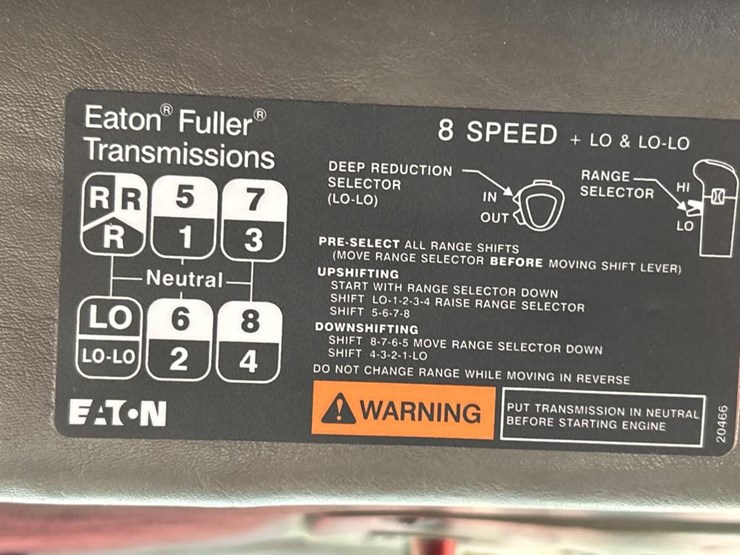 Eaton® Fuller®
Transmissions
8 SPEED + LO & LO-LO
R R 5 7
R 1 3
Neutral
LO 6 8
LO-LO 2 4
EATON
DEEP REDUCTION
SELECTOR
(LO-LO)
IN
OUT
RANGE
SELECTOR
HI
LO
PRE-SELECT ALL RANGE SHIFTS
(MOVE RANGE SELECTOR BEFORE MOVING SHIFT LEVER)
UPSHIFTING
START WITH RANGE SELECTOR DOWN
SHIFT LO-1-2-3-4 RAISE RANGE SELECTOR
SHIFT 5-6-7-8
DOWNSHIFTING
SHIFT 8-7-6-5 MOVE RANGE SELECTOR DOWN
SHIFT 4-3-2-1-LO
DO NOT CHANGE RANGE WHILE MOVING IN REVERSE
WARNING
PUT TRANSMISSION IN NEUTRAL
BEFORE STARTING ENGINE
20466